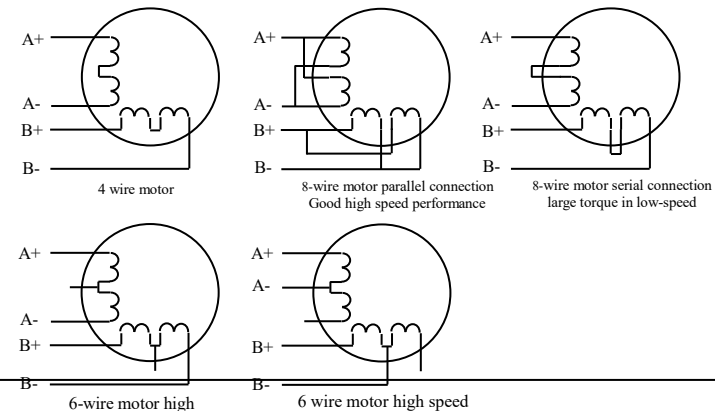 A+
A-
B+
B-
4 wire motor
A+
A-
B+
B-
8-wire motor parallel connection
Good high speed performance
A+
A-
B+
B-
8-wire motor serial connection
large torque in low-speed
A+
A-
B+
B-
6-wire motor high
A+
A-
B+
B-
6 wire motor high speed